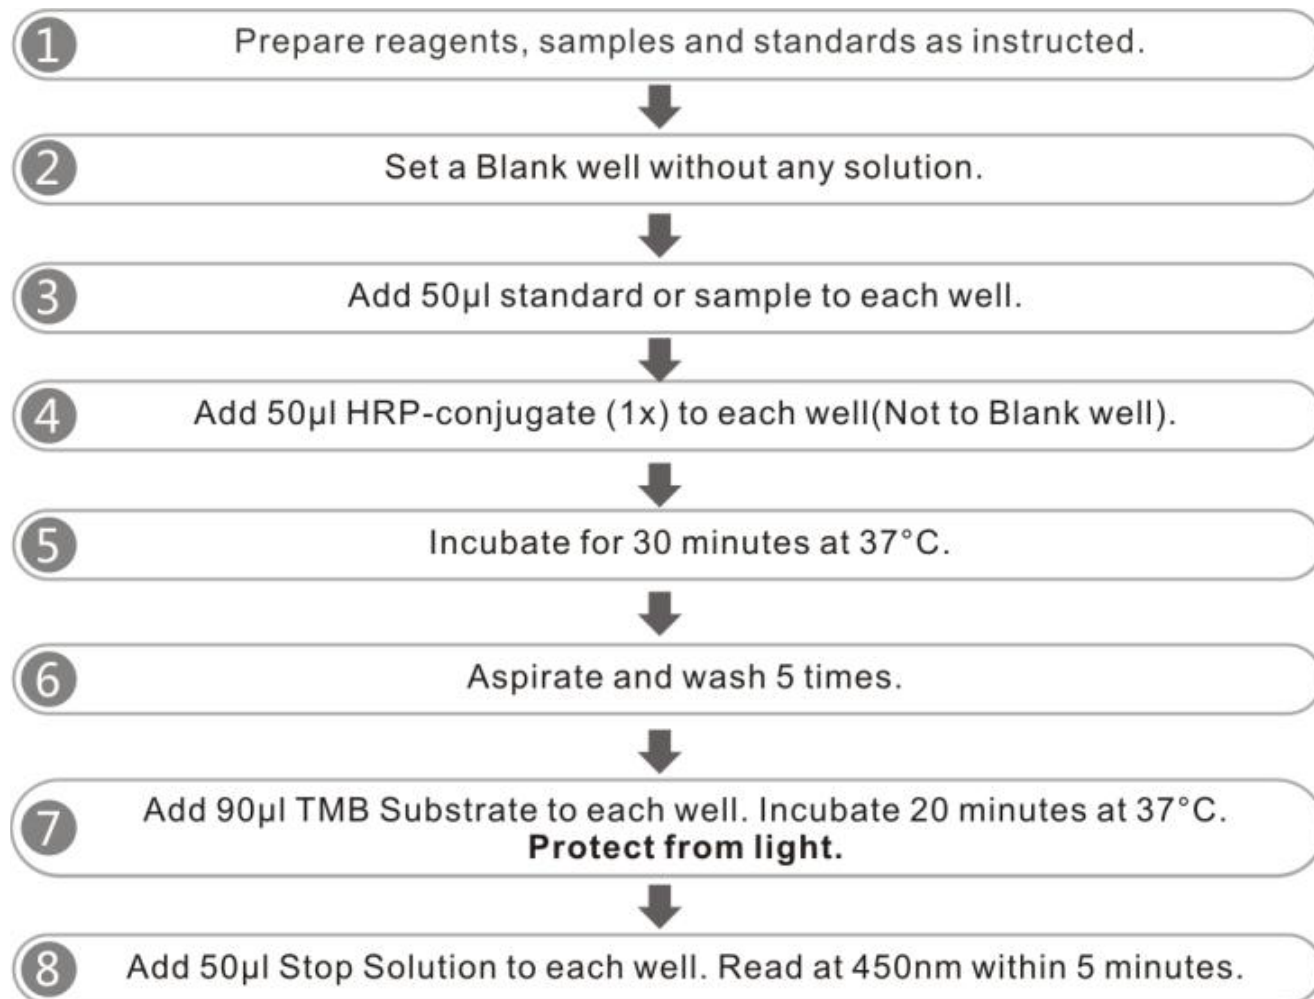 1 Prepare reagents, samples and standards as instructed.
2 Set a Blank well without any solution.
3 Add 50µl standard or sample to each well.
4 Add 50µl HRP-conjugate (1x) to each well(Not to Blank well).
5 Incubate for 30 minutes at 37°C.
6 Aspirate and wash 5 times.
7 Add 90µl TMB Substrate to each well. Incubate 20 minutes at 37°C.
Protect from light.
8 Add 50µl Stop Solution to each well. Read at 450nm within 5 minutes.